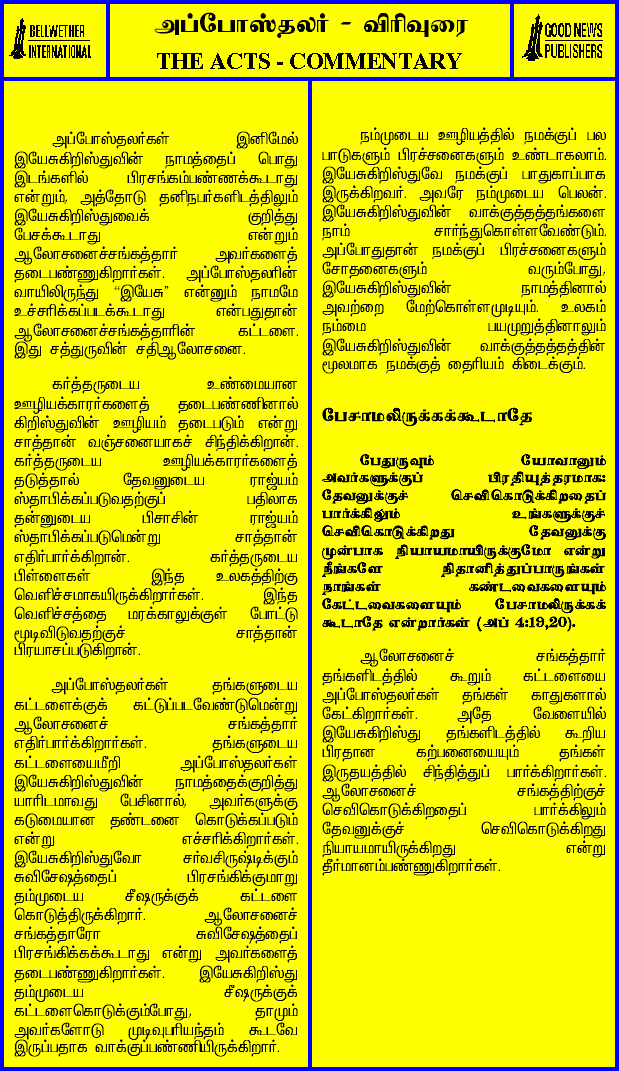 BELLWETHER
INTERNATIONAL
அப்போஸ்தலர் - விரிவுரை
THE ACTS - COMMENTARY
GOOD NEWS
PUBLISHERS
அப்போஸ்தலர்கள் இனிமேல்
இயேசுகிறிஸ்துவின் நாமத்தைப் பொது
இடங்களில் பிரசங்கம்பண்ணக்கூடாது
என்றும், அத்தோடு தனிநபர்களிடத்திலும்
இயேசுகிறிஸ்துவைக் குறித்து
பேசக்கூடாது என்றும்
ஆலோசனைச்சங்கத்தார் அவர்களைத்
தடைபண்ணுகிறார்கள். அப்போஸ்தலரின்
வாயிலிருந்து “இயேசு” என்னும் நாமமே
உச்சரிக்கப்படக்கூடாது என்பதுதான்
ஆலோசனைச்சங்கத்தாரின் கட்டளை.
இது சத்துருவின் சதிஆலோசனை.
கர்த்தருடைய உண்மையான
ஊழியக்காரர்களைத் தடைபண்ணினால்
கிறிஸ்துவின் ஊழியம் தடைபடும் என்று
சாத்தான் வஞ்சனையாகச் சிந்திக்கிறான்.
கர்த்தருடைய ஊழியக்காரர்களைத்
தடுத்தால் தேவனுடைய ராஜ்யம்
ஸ்தாபிக்கப்படுவதற்குப் பதிலாக
தன்னுடைய பிசாசின் ராஜ்யம்
ஸ்தாபிக்கப்படுமென்று சாத்தான்
எதிர்பார்க்கிறான். கர்த்தருடைய
பிள்ளைகள் இந்த உலகத்திற்கு
வெளிச்சமாகயிருக்கிறார்கள். இந்த
வெளிச்சத்தை மரக்காலுக்குள் போட்டு
மூடிவிடுவதற்குச் சாத்தான்
பிரயாசப்படுகிறான்.
அப்போஸ்தலர்கள் தங்களுடைய
கட்டளைக்குக் கட்டுப்படவேண்டுமென்று
ஆலோசனைச் சங்கத்தார்
எதிர்பார்க்கிறார்கள். தங்களுடைய
கட்டளையைமீறி அப்போஸ்தலர்கள்
இயேசுகிறிஸ்துவின் நாமத்தைக்குறித்து
யாரிடமாவது பேசினால், அவர்களுக்கு
கடுமையான தண்டனை கொடுக்கப்படும்
என்று எச்சரிக்கிறார்கள்.
இயேசுகிறிஸ்துவோ சர்வசிருஷ்டிக்கும்
சுவிசேஷத்தைப் பிரசங்கிக்குமாறு
தம்முடைய சீஷருக்குக் கட்டளை
கொடுத்திருக்கிறார். ஆலோசனைச்
சங்கத்தாரோ சுவிசேஷத்தைப்
பிரசங்கிக்கக்கூடாது என்று அவர்களைத்
தடைபண்ணுகிறார்கள். இயேசுகிறிஸ்து
தம்முடைய சீஷருக்குக்
கட்டளைகொடுக்கும்போது, தாமும்
அவர்களோடு முடிவுபரியந்தம் கூடவே
இருப்பதாக வாக்குப்பண்ணியிருக்கிறார்.
நம்முடைய ஊழியத்தில் நமக்குப் பல
பாடுகளும் பிரச்சனைகளும் உண்டாகலாம்.
இயேசுகிறிஸ்துவே நமக்குப் பாதுகாப்பாக
இருக்கிறவர். அவரே நம்முடைய பெலன்.
இயேசுகிறிஸ்துவின் வாக்குத்தத்தங்களை
நாம் சார்ந்துகொள்ளவேண்டும்.
அப்போதுதான் நமக்குப் பிரச்சனைகளும்
சோதனைகளும் வரும்போது,
இயேசுகிறிஸ்துவின் நாமத்தினால்
அவற்றை மேற்கொள்ளமுடியும். உலகம்
நம்மை பயமுறுத்தினாலும்
இயேசுகிறிஸ்துவின் வாக்குத்தத்தத்தின்
மூலமாக நமக்குத் தைரியம் கிடைக்கும்.
பேசாமலிருக்கக்கூடாதே
பேதுருவும் யோவானும்
அவர்களுக்குப் பிரதியுத்தரமாக:
தேவனுக்குச் செவிகொடுக்கிறதைப்
பார்க்கிலும் உங்களுக்குச்
செவிகொடுக்கிறது தேவனுக்கு
முன்பாக நியாயமாயிருக்குமோ என்று
நீங்களே நிதானித்துப்பாருங்கள்
நாங்கள் கண்டவைகளையும்
கேட்டவைகளையும் பேசாமலிருக்கக்
கூடாதே என்றார்கள் (அப் 4:19,20).
ஆலோசனைச் சங்கத்தார்
தங்களிடத்தில் கூறும் கட்டளையை
அப்போஸ்தலர்கள் தங்கள் காதுகளால்
கேட்கிறார்கள். அதே வேளையில்
இயேசுகிறிஸ்து தங்களிடத்தில் கூறிய
பிரதான கற்பனையையும் தங்கள்
இருதயத்தில் சிந்தித்துப் பார்க்கிறார்கள்.
ஆலோசனைச் சங்கத்திற்குச்
செவிகொடுக்கிறதைப் பார்க்கிலும்
தேவனுக்குச் செவிகொடுக்கிறது
நியாயமாயிருக்கிறது என்று
தீர்மானம்பண்ணுகிறார்கள்.